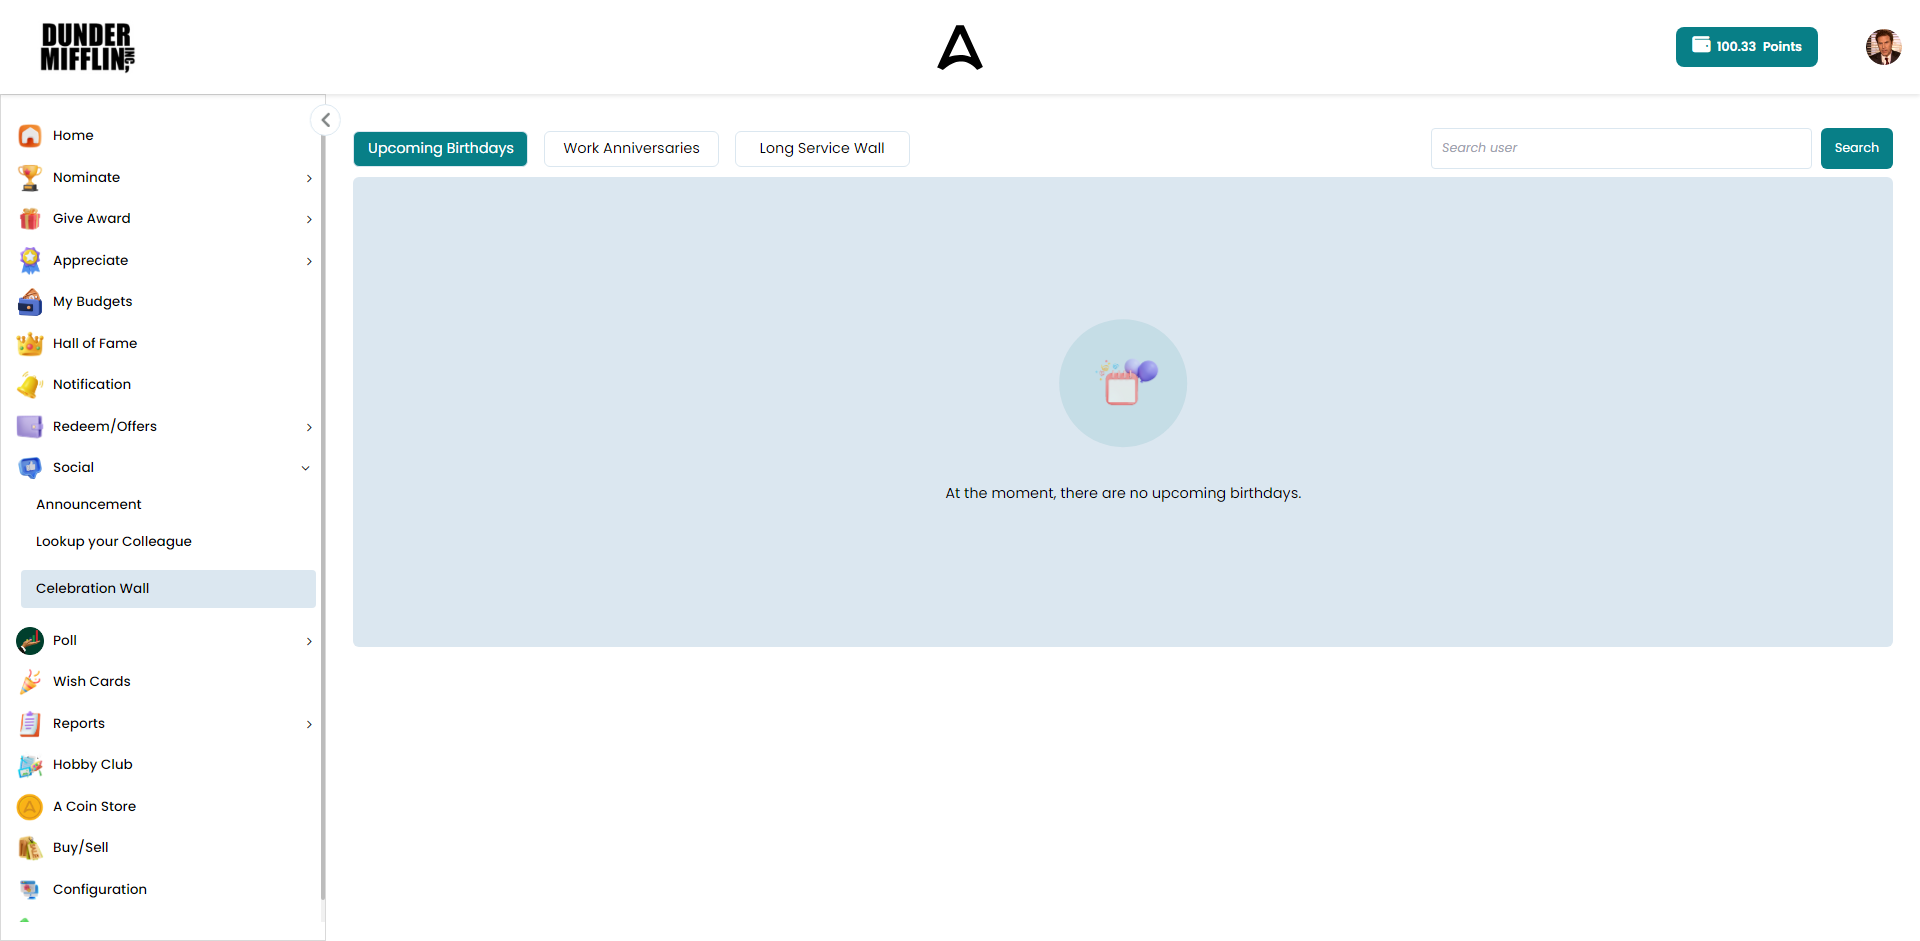 DUNDER
MIFFLIN INC,
100.33 Points
Home
Nominate
Give Award
Appreciate
My Budgets
Hall of Fame
Notification
Redeem/Offers
Social
Announcement
Lookup your Colleague
Celebration Wall
Poll
Wish Cards
Reports
Hobby Club
A Coin Store
Buy/Sell
Configuration
Upcoming Birthdays
Work Anniversaries
Long Service Wall
Search user
Search
At the moment, there are no upcoming birthdays.